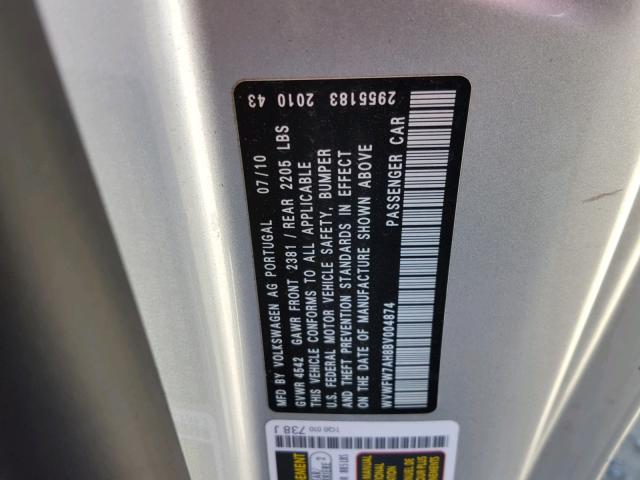 2955183 2010 43
MFD BY VOLKSWAGEN AG PORTUGAL 07/10
GVWR 4542 GAWR FRONT 2381 / REAR 2205 LBS
THIS VEHICLE CONFORMS TO ALL APPLICABLE
U.S. FEDERAL MOTOR VEHICLE SAFETY, BUMPER
AND THEFT PREVENTION STANDARDS IN EFFECT
ON THE DATE OF MANUFACTURE SHOWN ABOVE
WVWFW7AH8BV004874 PASSENGER CAR
738 J